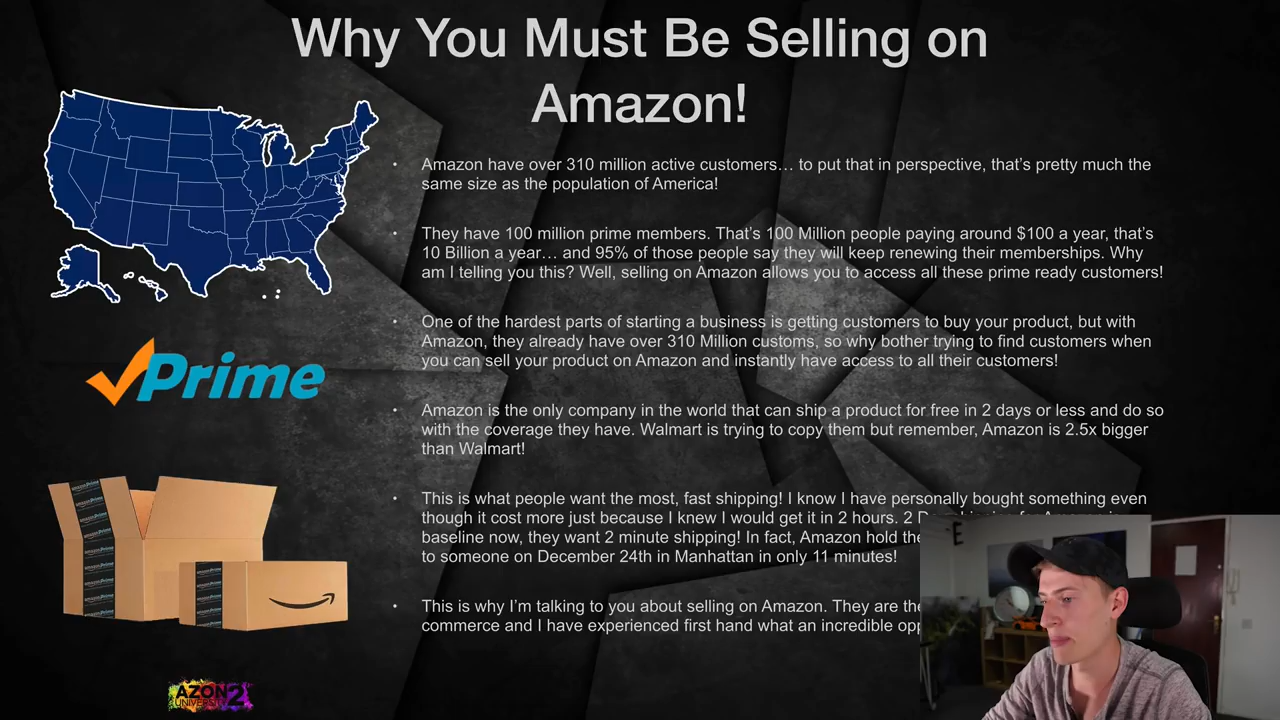 Why You Must Be Selling on
Amazon!
• Amazon have over 310 million active customers… to put that in perspective, that’s pretty much the
same size as the population of America!
• They have 100 million prime members. That’s 100 Million people paying around $100 a year, that’s
10 Billion a year… and 95% of those people say they will keep renewing their memberships. Why
am I telling you this? Well, selling on Amazon allows you to access all these prime ready customers!
• One of the hardest parts of starting a business is getting customers to buy your product, but with
Amazon, they already have over 310 Million customs, so why bother trying to find customers when
you can sell your product on Amazon and instantly have access to all their customers!
• Amazon is the only company in the world that can ship a product for free in 2 days or less and do so
with the coverage they have. Walmart is trying to copy them but remember, Amazon is 2.5x bigger
than Walmart!
• This is what people want the most, fast shipping! I know I have personally bought something even
though it cost more just because I knew I would get it in 2 hours. 2
baseline now, they want 2 minute shipping! In fact, Amazon hold the
to someone on December 24th in Manhattan in only 11 minutes!
• This is why I’m talking to you about selling on Amazon. They are the
commerce and I have experienced first hand what an incredible
Prime
AZON
UNIVERSITY 2
E